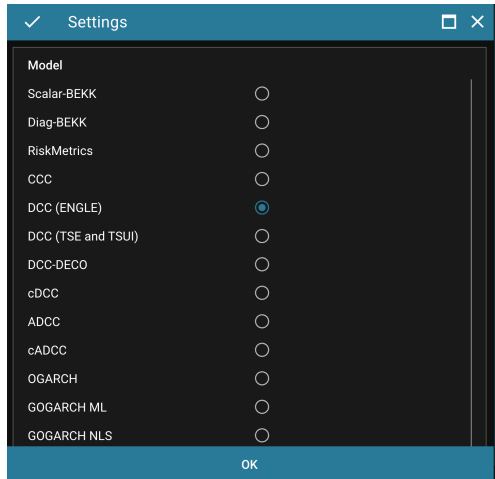 Settings
Model
Scalar-BEKK
Diag-BEKK
RiskMetrics
CCC
DCC (ENGLE)
DCC (TSE and TSUI)
DCC-DECO
cDCC
ADCC
cADCC
OGARCH
GOGARCH ML
GOGARCH NLS
OK